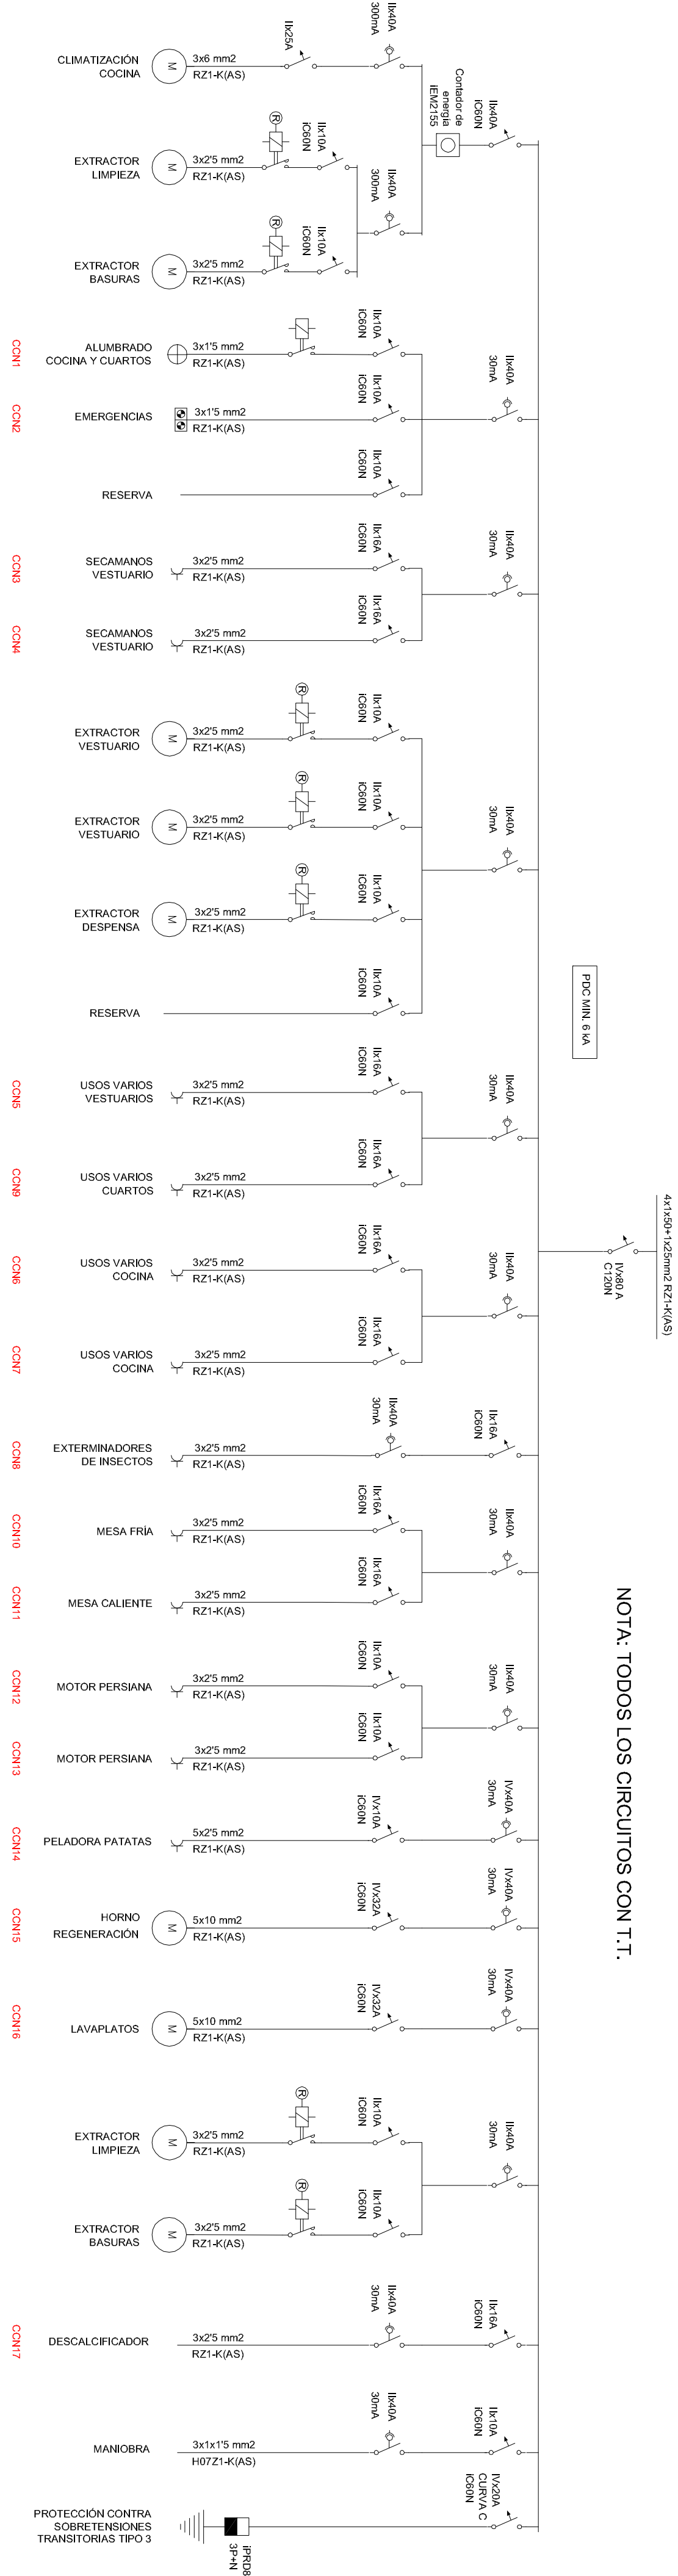 4x1x50+1x25mm2 RZ1-K(AS)
IVx80 A
C120N
NOTA: TODOS LOS CIRCUITOS CON T.T.
PDC MIN. 6 kA
IIx40A
iC60N
Contador de
energía
iEM2155
IIx40A
300mA
IIx25A
3x6 mm2
RZ1-K(AS)
M
CLIMATIZACIÓN
COCINA
IIx40A
300mA
IIx10A
iC60N
R
3x2'5 mm2
RZ1-K(AS)
M
EXTRACTOR
LIMPIEZA
IIx10A
iC60N
R
3x2'5 mm2
RZ1-K(AS)
M
EXTRACTOR
BASURAS
IIx40A
30mA
IIx10A
iC60N
3x1'5 mm2
RZ1-K(AS)
ALUMBRADO
COCINA Y CUARTOS
CCN1
IIx10A
iC60N
3x1'5 mm2
RZ1-K(AS)
EMERGENCIAS
CCN2
IIx10A
iC60N
RESERVA
IIx40A
30mA
IIx16A
iC60N
3x2'5 mm2
RZ1-K(AS)
SECAMANOS
VESTUARIO
CCN3
IIx16A
iC60N
3x2'5 mm2
RZ1-K(AS)
SECAMANOS
VESTUARIO
CCN4
IIx40A
30mA
IIx10A
iC60N
R
3x2'5 mm2
RZ1-K(AS)
M
EXTRACTOR
VESTUARIO
IIx10A
iC60N
R
3x2'5 mm2
RZ1-K(AS)
M
EXTRACTOR
VESTUARIO
IIx10A
iC60N
R
3x2'5 mm2
RZ1-K(AS)
M
EXTRACTOR
DESPENSA
IIx10A
iC60N
RESERVA
IIx40A
30mA
IIx16A
iC60N
3x2'5 mm2
RZ1-K(AS)
USOS VARIOS
VESTUARIOS
CCN5
IIx16A
iC60N
3x2'5 mm2
RZ1-K(AS)
USOS VARIOS
CUARTOS
CCN9
IIx40A
30mA
IIx16A
iC60N
3x2'5 mm2
RZ1-K(AS)
USOS VARIOS
COCINA
CCN6
IIx16A
iC60N
3x2'5 mm2
RZ1-K(AS)
USOS VARIOS
COCINA
CCN7
IIx16A
iC60N
IIx40A
30mA
3x2'5 mm2
RZ1-K(AS)
EXTERMINADORES
DE INSECTOS
CCN8
IIx40A
30mA
IIx16A
iC60N
3x2'5 mm2
RZ1-K(AS)
MESA FRÍA
CCN10
IIx16A
iC60N
3x2'5 mm2
RZ1-K(AS)
MESA CALIENTE
CCN11
IIx40A
30mA
IIx10A
iC60N
3x2'5 mm2
RZ1-K(AS)
MOTOR PERSIANA
CCN12
IIx10A
iC60N
3x2'5 mm2
RZ1-K(AS)
MOTOR PERSIANA
CCN13
IVx40A
30mA
IVx10A
iC60N
5x2'5 mm2
RZ1-K(AS)
PELADORA PATATAS
CCN14
IVx40A
30mA
IVx32A
iC60N
5x10 mm2
RZ1-K(AS)
M
HORNO
REGENERACIÓN
CCN15
IVx40A
30mA
IVx32A
iC60N
5x10 mm2
RZ1-K(AS)
M
LAVAPLATOS
CCN16
IIx40A
30mA
IIx10A
iC60N
R
3x2'5 mm2
RZ1-K(AS)
M
EXTRACTOR
LIMPIEZA
IIx10A
iC60N
R
3x2'5 mm2
RZ1-K(AS)
M
EXTRACTOR
BASURAS
IIx16A
iC60N
IIx40A
30mA
3x2'5 mm2
RZ1-K(AS)
DESCALCIFICADOR
CCN17
IIx10A
iC60N
IIx40A
30mA
3x1x1'5 mm2
H07Z1-K(AS)
MANIOBRA
IVx20A
CURVA C
iC60N
iPRD8
3P+N
PROTECCIÓN CONTRA
SOBRETENSIONES
TRANSITORIAS TIPO 3